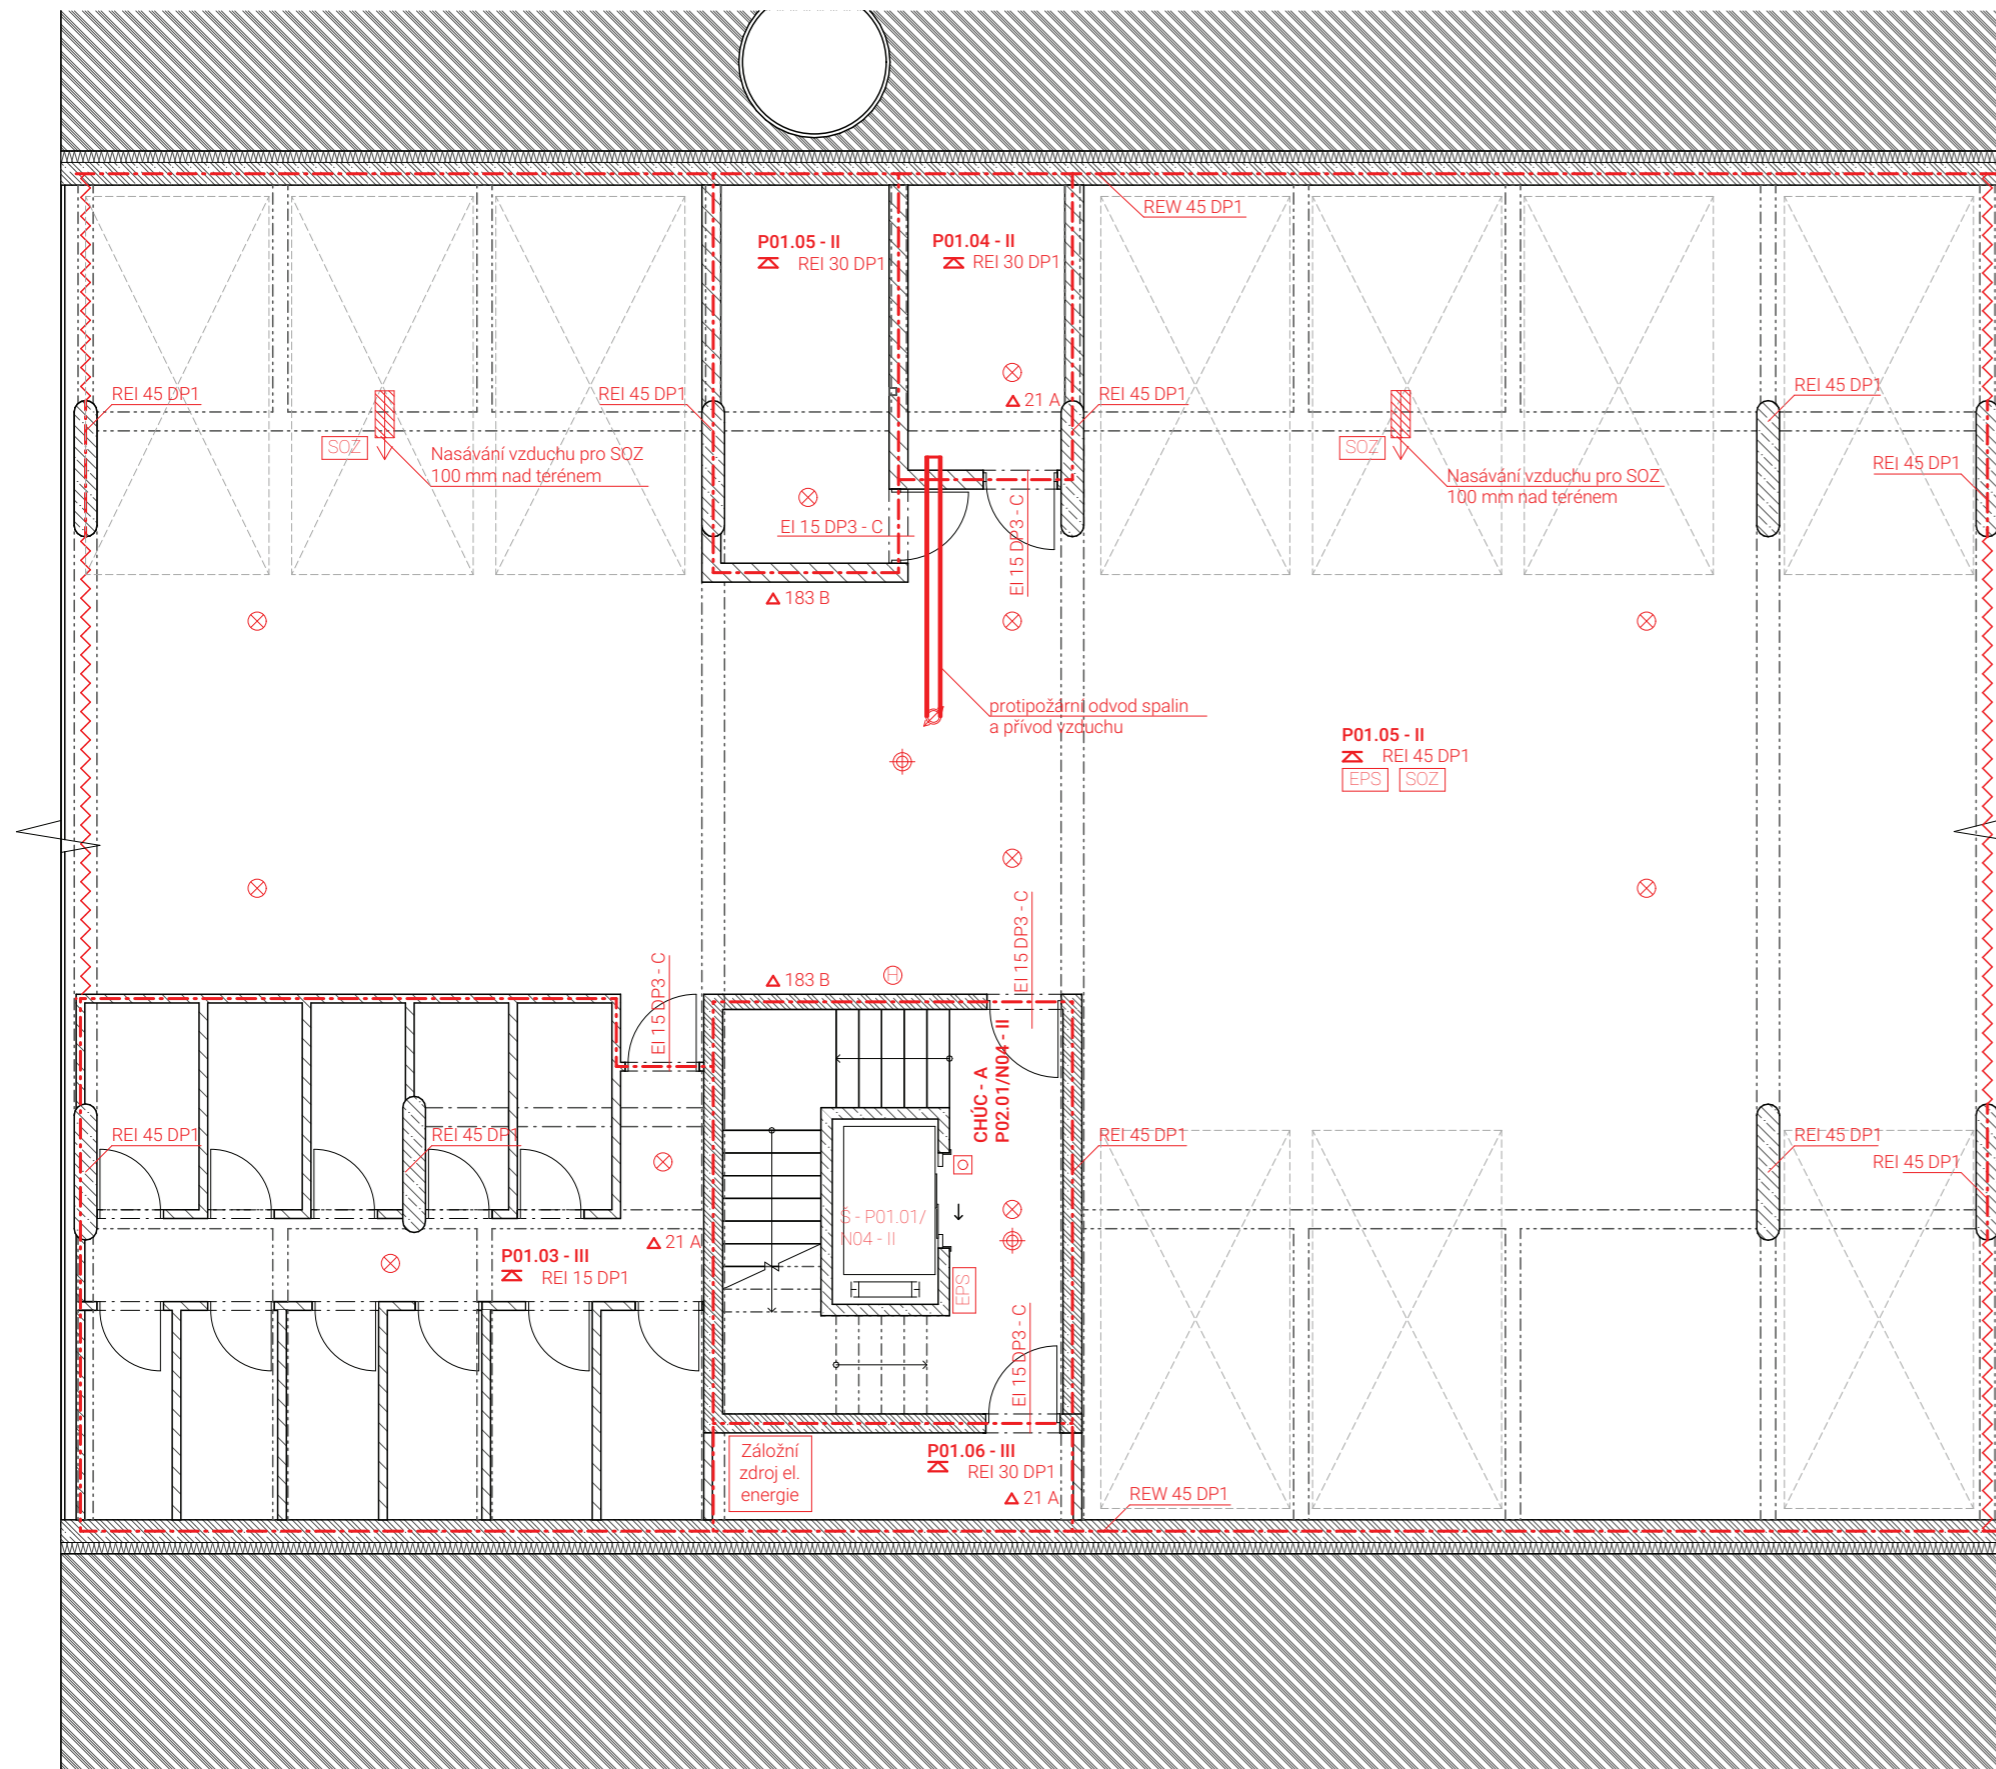 REW 45 DP1
P01.05 - II
REI 30 DP1
P01.04 - II
REI 30 DP1
REI 45 DP1
REI 45 DP1
21 A
REI 45 DP1
REI 45 DP1
SOZ
Nasávání vzduchu pro SOZ
100 mm nad terénem
SOZ
Nasávání vzduchu pro SOZ
100 mm nad terénem
REI 45 DP1
EI 15 DP3 - C
EI 15 DP3 - C
183 B
protipožární odvod spalin
a přívod vzduchu
P01.05 - II
REI 45 DP1
EPS
SOZ
EI 15 DP3 - C
EI 15 DP3 - C
183 B
H
CHÚC - A
P02.01/N04 - II
REI 45 DP1
REI 45 DP1
REI 45 DP1
REI 45 DP1
REI 45 DP1
Š - P01.01/
N04 - II
21 A
P01.03 - III
REI 15 DP1
EPS
EI 15 DP3 - C
Záložní
zdroj el.
energie
P01.06 - III
REI 30 DP1
21 A
REW 45 DP1